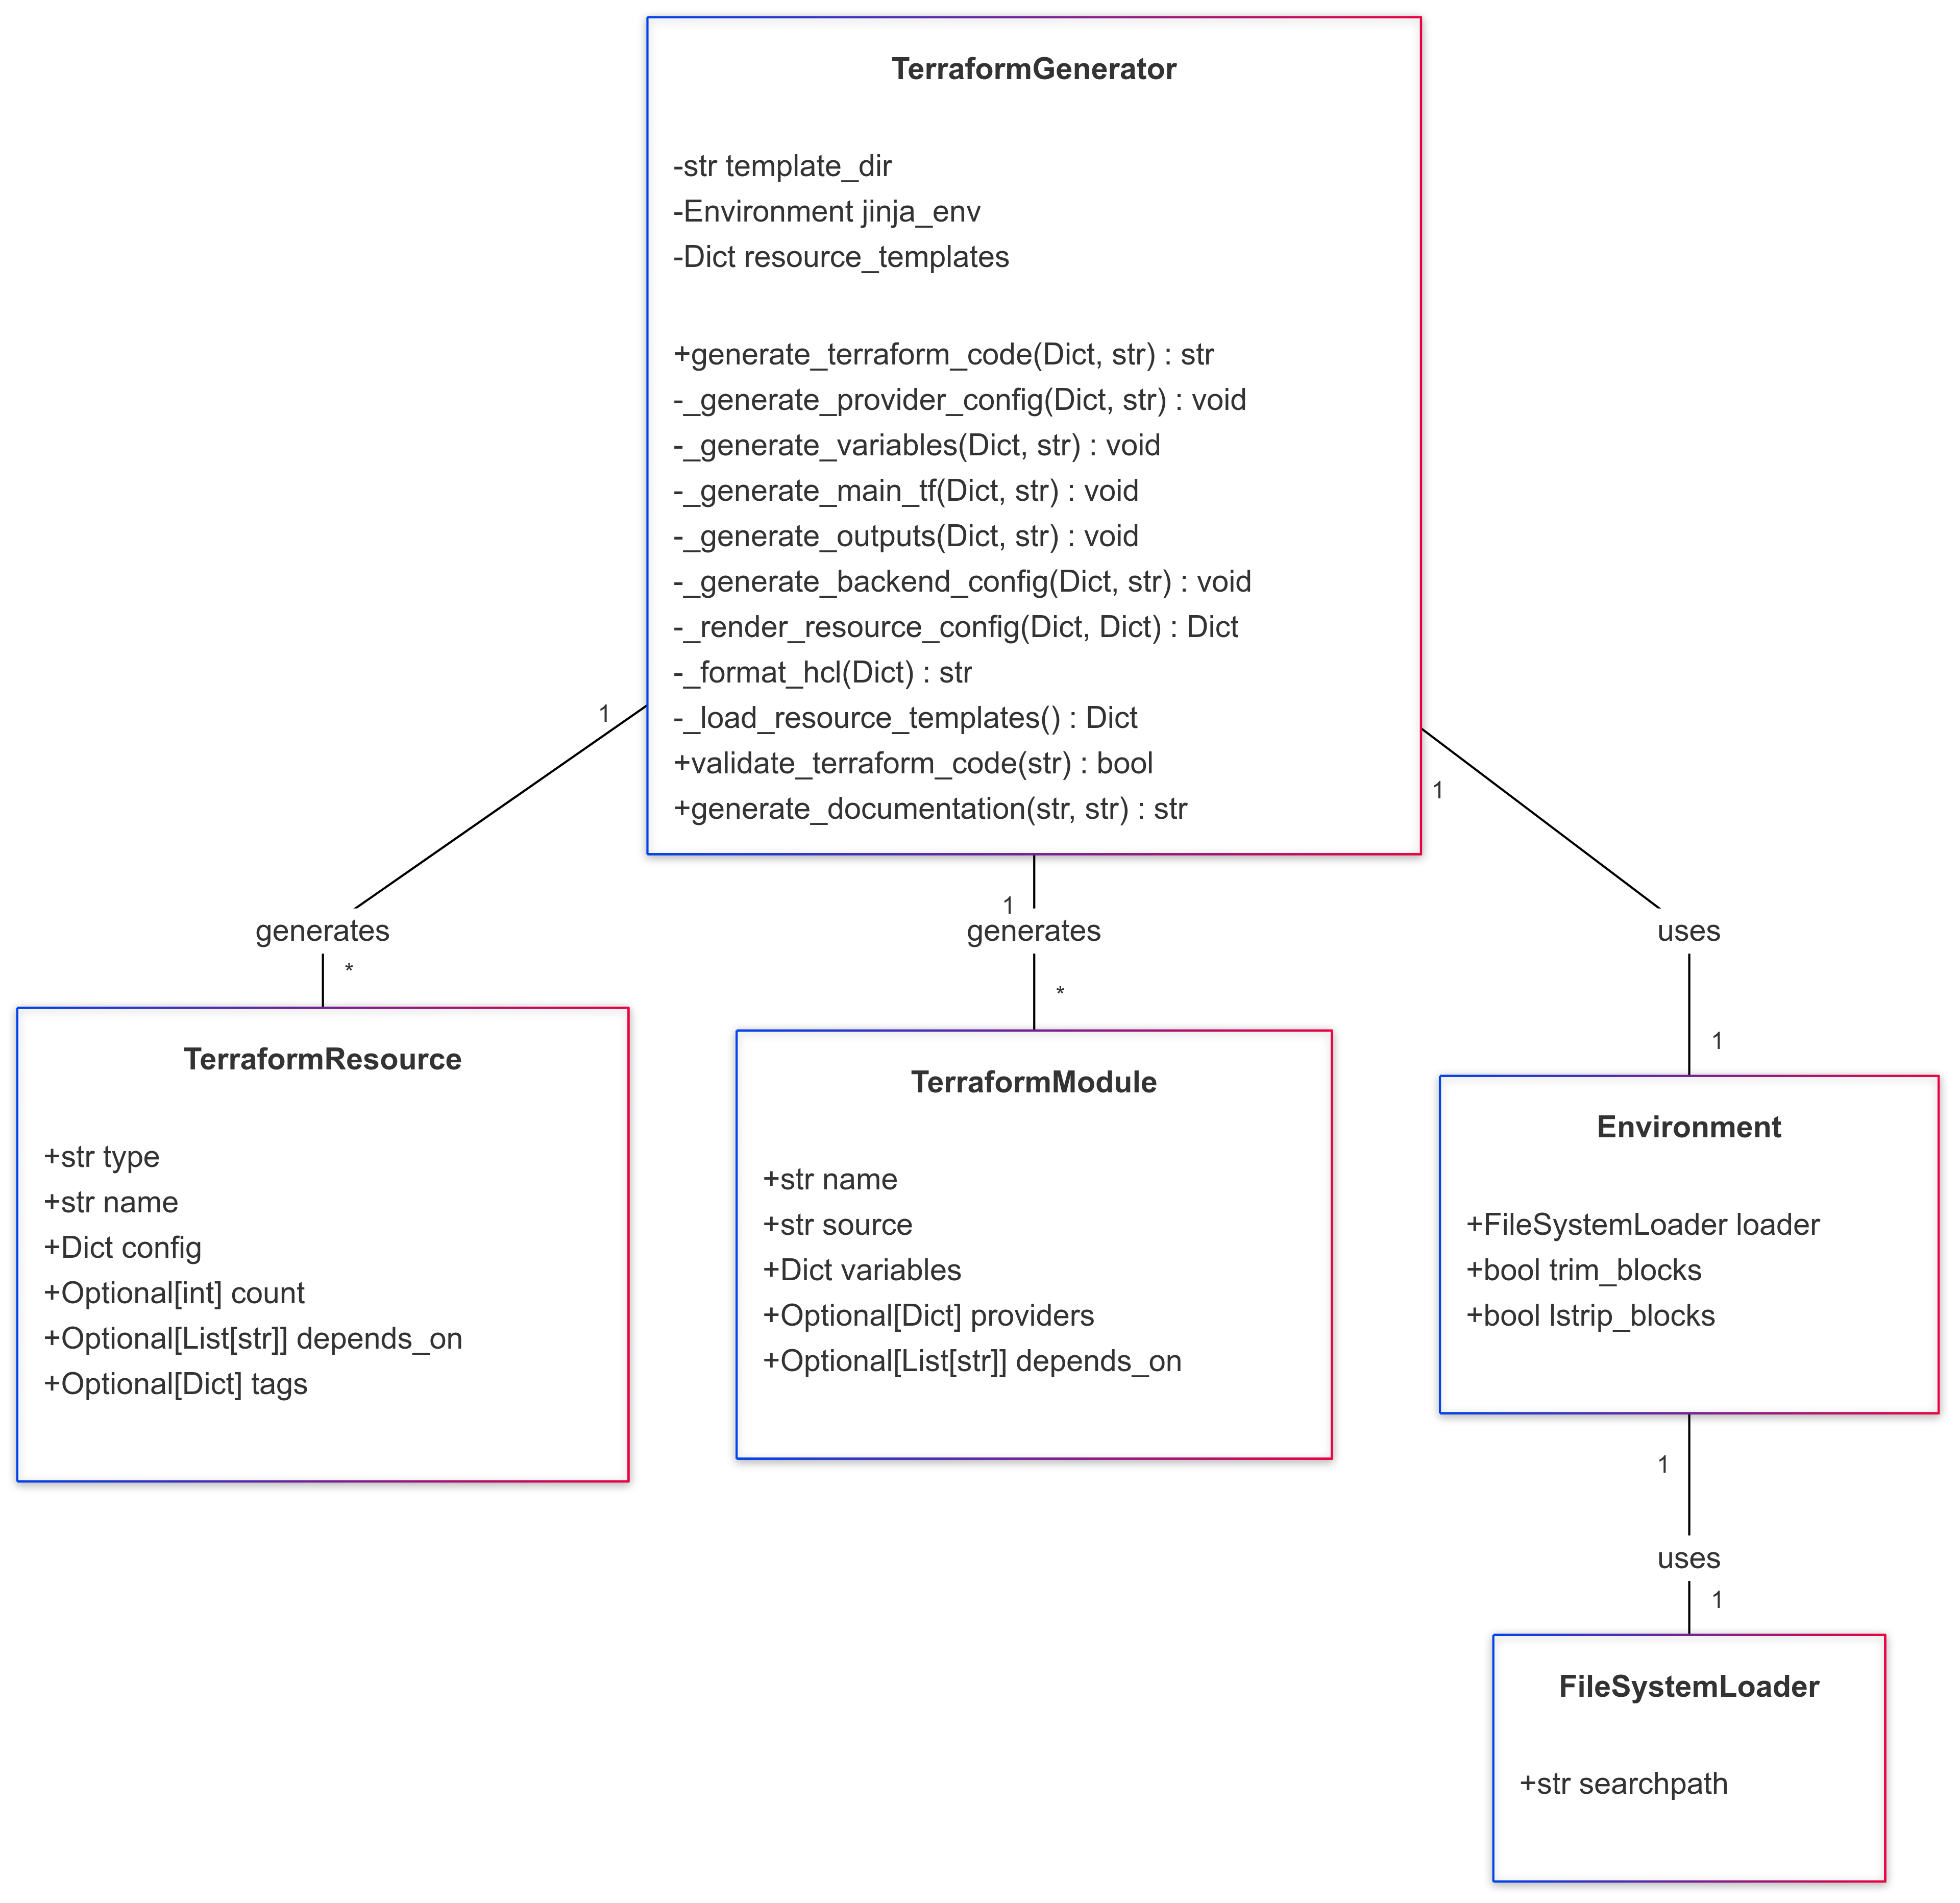 TerraformGenerator
-str template_dir
-Environment jinja_env
-Dict resource_templates
+generate_terraform_code(Dict, str) : str
-_generate_provider_config(Dict, str) : void
-_generate_variables(Dict, str) : void
-_generate_main_tf(Dict, str) : void
-_generate_outputs(Dict, str) : void
-_generate_backend_config(Dict, str) : void
-_render_resource_config(Dict, Dict) : Dict
-_format_hcl(Dict) : str
-_load_resource_templates() : Dict
+validate_terraform_code(str) : bool
+generate_documentation(str, str) : str
1
generates
*
1
generates
*
1
uses
1
TerraformResource
+str type
+str name
+Dict config
+Optional[int] count
+Optional[List[str]] depends_on
+Optional[Dict] tags
TerraformModule
+str name
+str source
+Dict variables
+Optional[Dict] providers
+Optional[List[str]] depends_on
Environment
+FileSystemLoader loader
+bool trim_blocks
+bool lstrip_blocks
1
uses
1
FileSystemLoader
+str searchpath